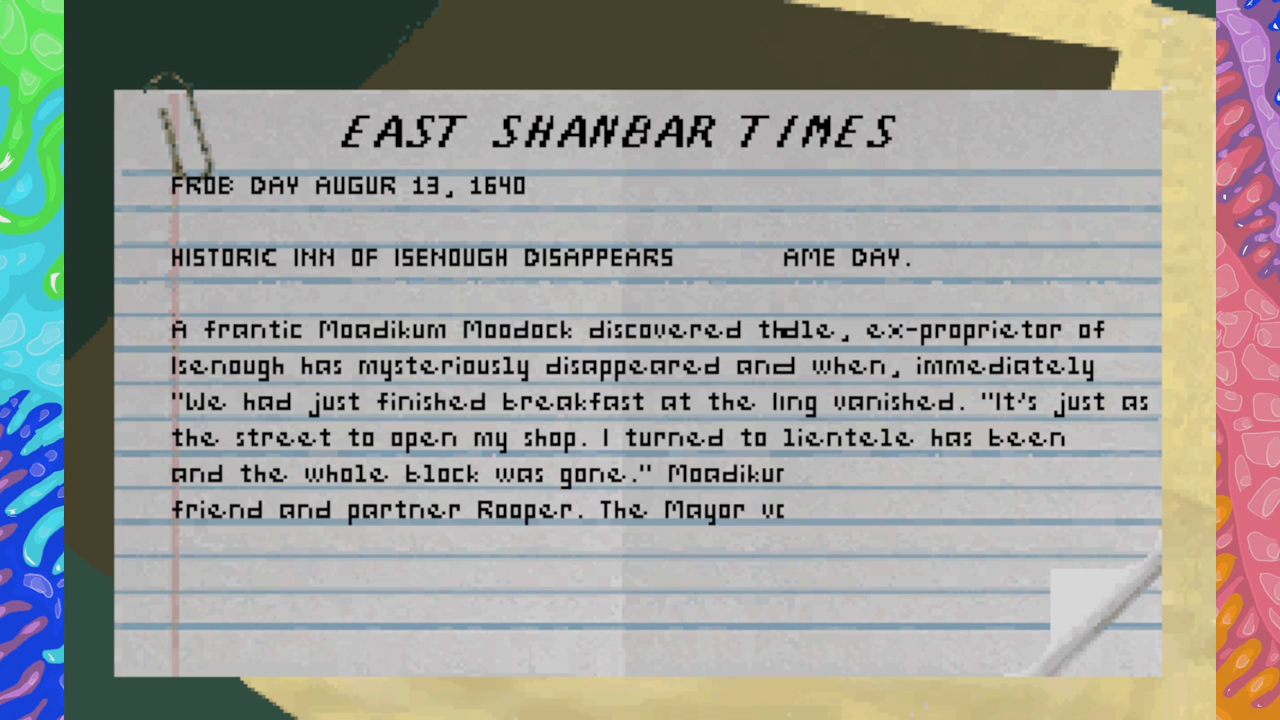 EAST SHANBAR TIMES
FROB DAY AUGUR 13, 1640
HISTORIC INN OF ISENOUGH DISAPPEARS AME DAY.
A frantic Moadikum Moodock discovered thdle, ex-proprietor of
Isenough has mysteriously disappeared and when, immediately
"We had just finished breakfast at the ling vanished. "It's just as
the street to open my shop. I turned to lientele has been
and the whole block was gone." Moadikur
friend and partner Rooper. The Mayor